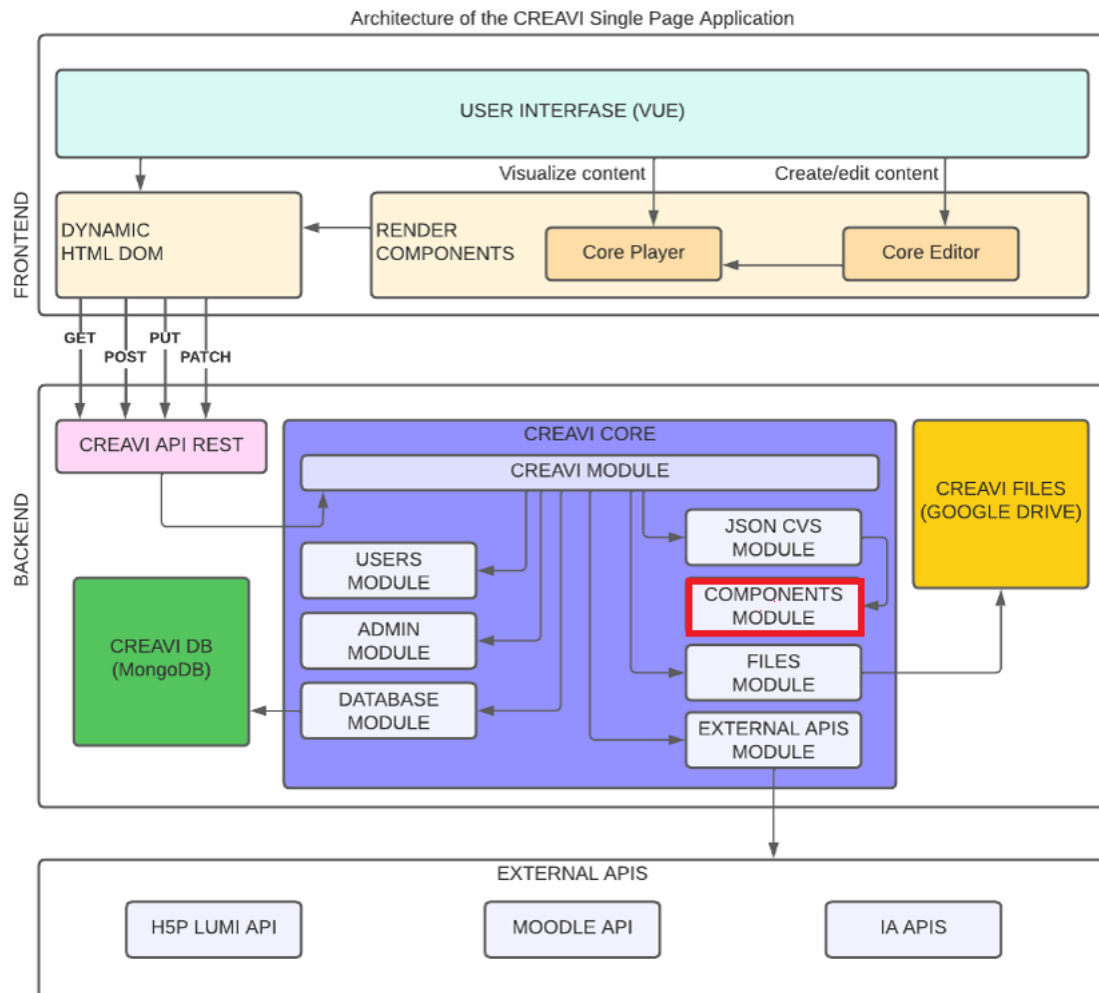 Architecture of the CREAVI Single Page Application
FRONTEND
USER INTERFASE (VUE)
Visualize content
Create/edit content
DYNAMIC
HTML DOM
RENDER
COMPONENTS
Core Player
Core Editor
GET
POST
PUT
PATCH
BACKEND
CREAVI API REST
CREAVI CORE
CREAVI MODULE
USERS
MODULE
ADMIN
MODULE
DATABASE
MODULE
JSON CVS
MODULE
COMPONENTS
MODULE
FILES
MODULE
EXTERNAL APIS
MODULE
CREAVI FILES
(GOOGLE DRIVE)
CREAVI DB
(MongoDB)
EXTERNAL APIS
H5P LUMI API
MOODLE API
IA APIS